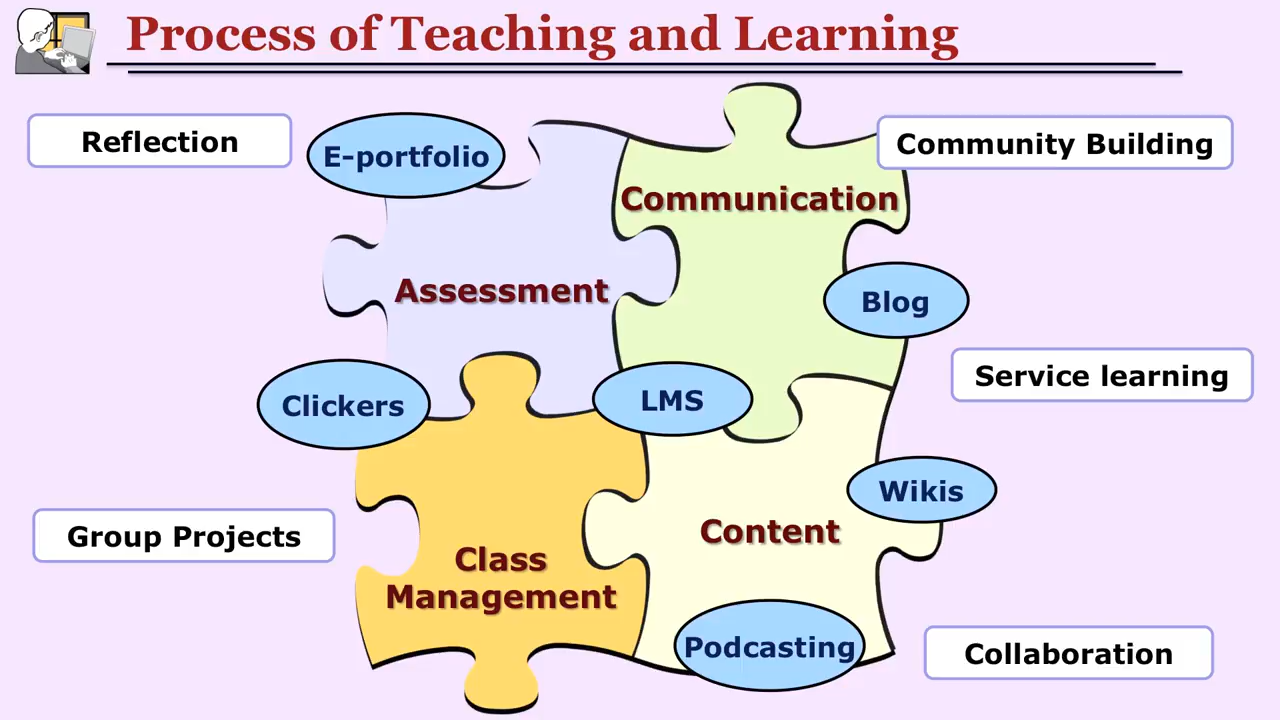 Process of Teaching and Learning
Reflection
E-portfolio
Community Building
Communication
Assessment
Blog
Service learning
Clickers
LMS
Wikis
Group Projects
Content
Class
Management
Podcasting
Collaboration